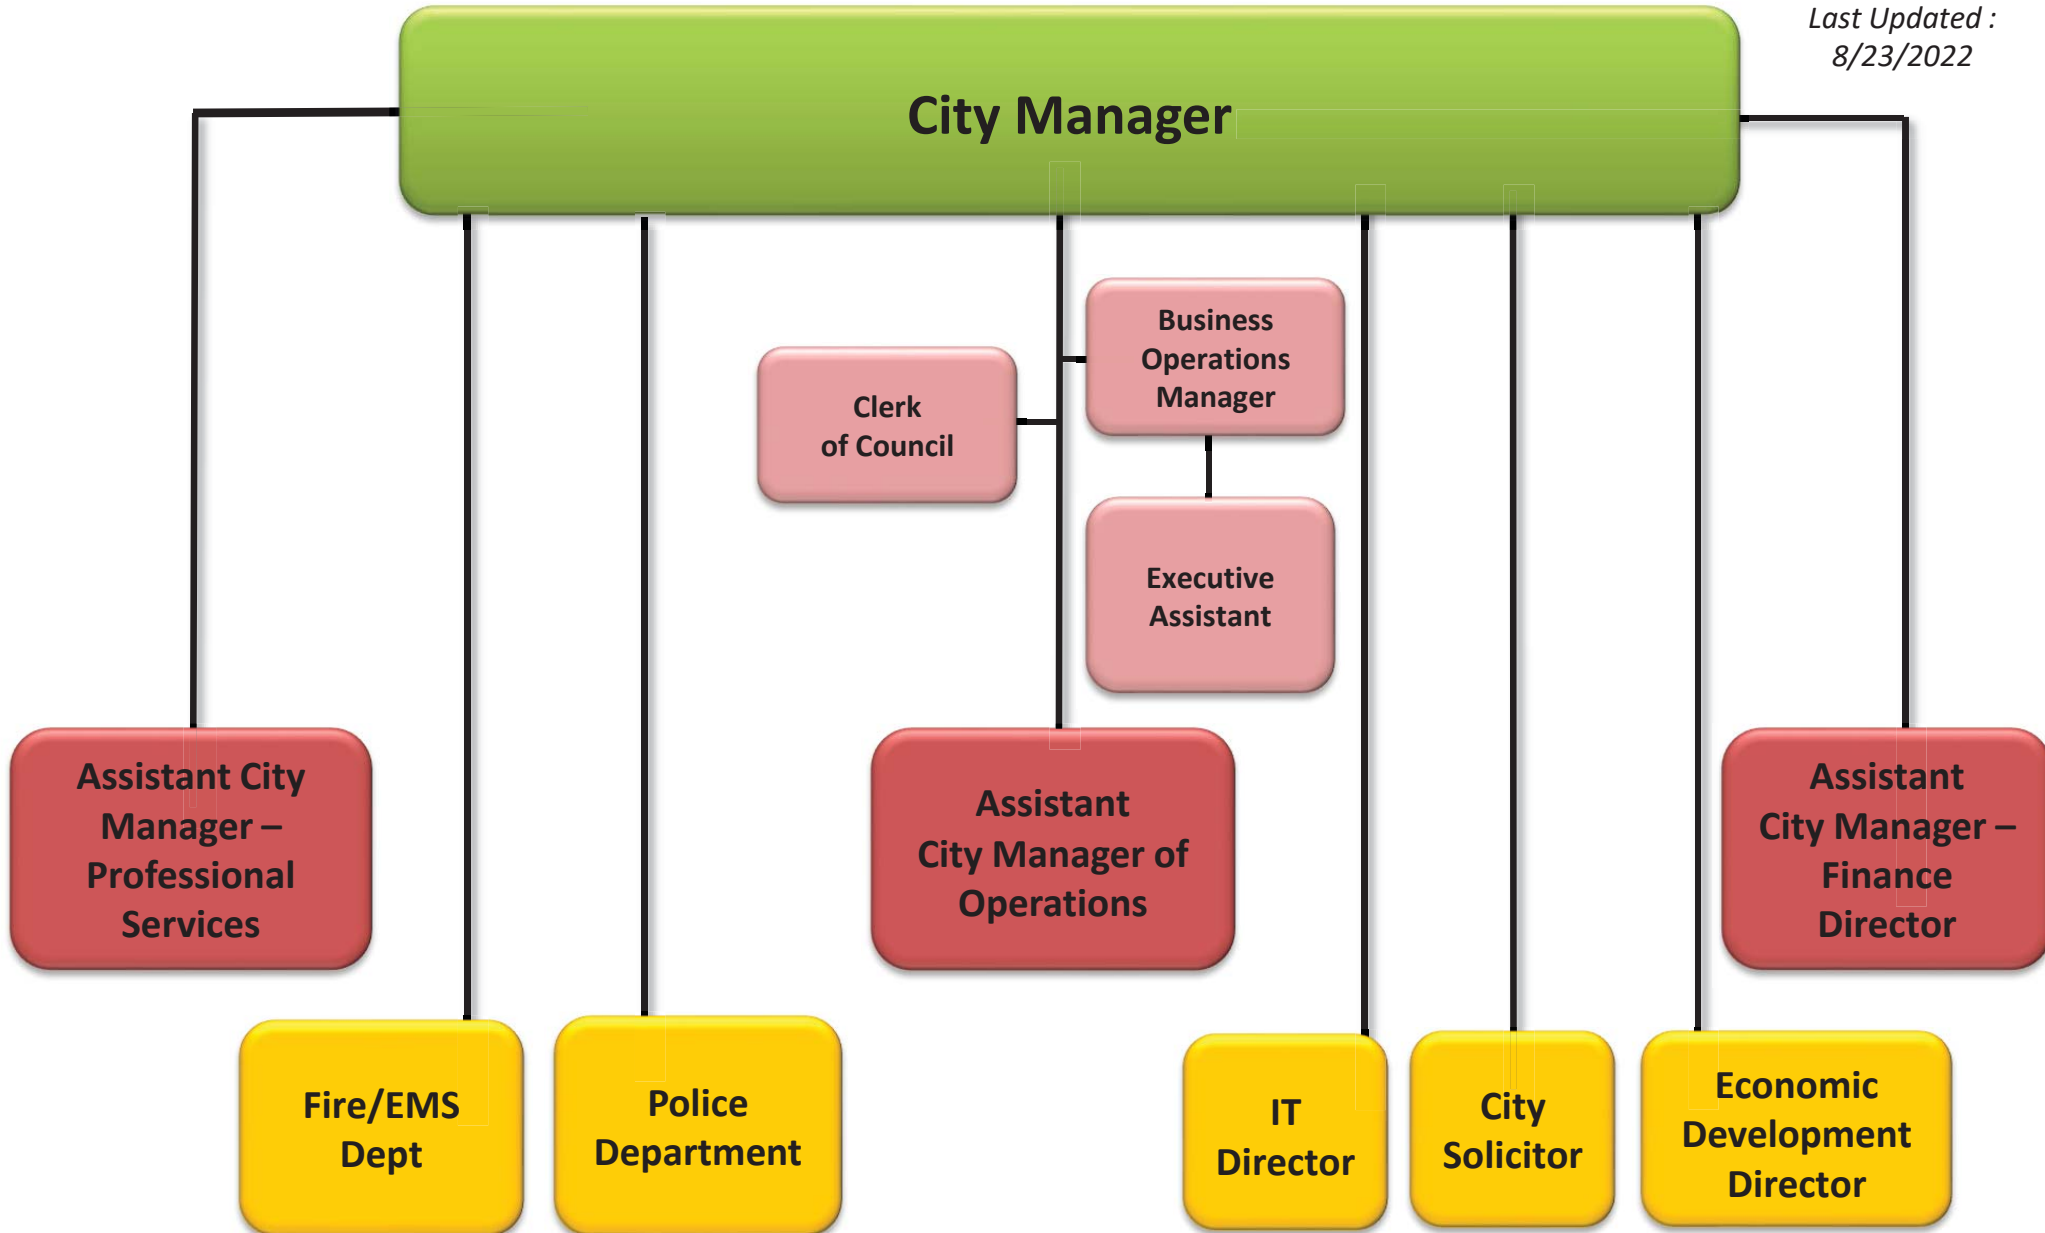 Last Updated :
8/23/2022
City Manager
Business
Operations
Manager
Clerk
of Council
Executive
Assistant
Assistant City
Manager –
Professional
Services
Assistant
City Manager of
Operations
Assistant
City Manager –
Finance
Director
Fire/EMS
Dept
Police
Department
IT
Director
City
Solicitor
Economic
Development
Director